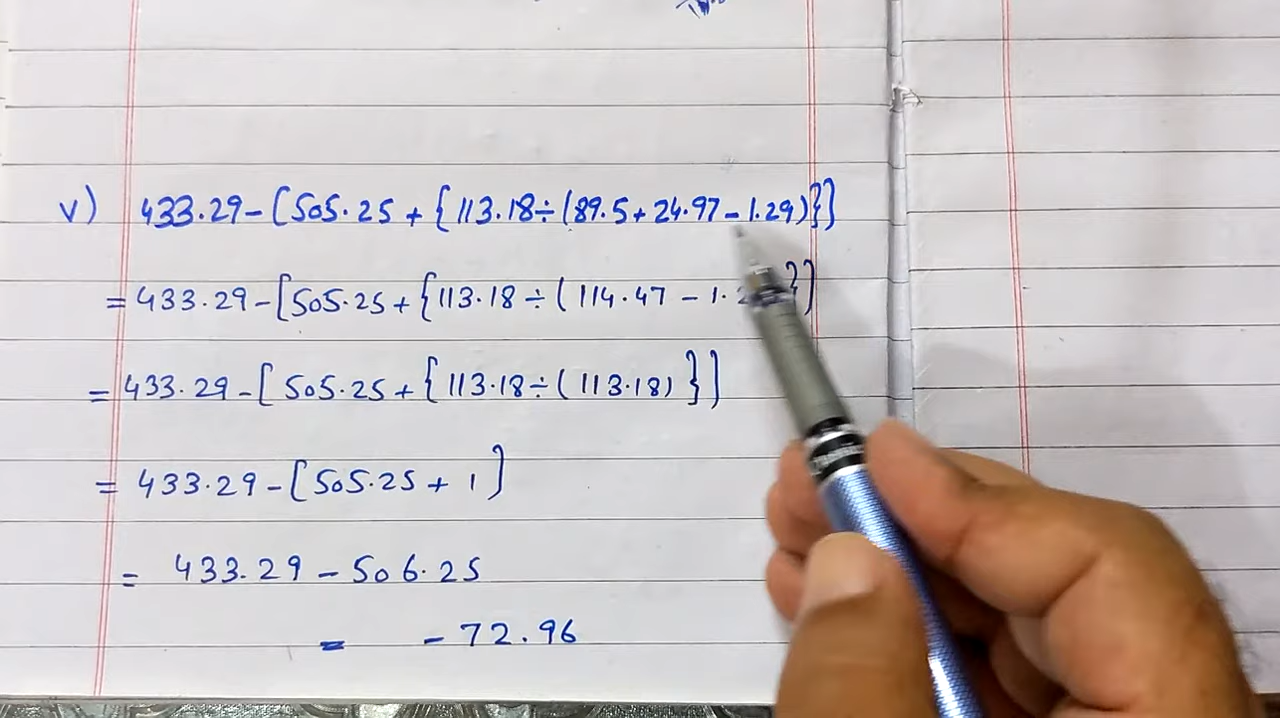 v) 433.29 - [505.25 + {113.18 ÷ (89.5 + 24.97 - 1.29)}]
= 433.29 - [505.25 + {113.18 ÷ (114.47 - 1.2 }]
= 433.29 - [505.25 + {113.18 ÷ (113.18) }]
= 433.29 - [505.25 + 1]
= 433.29 - 506.25
= - 72.96